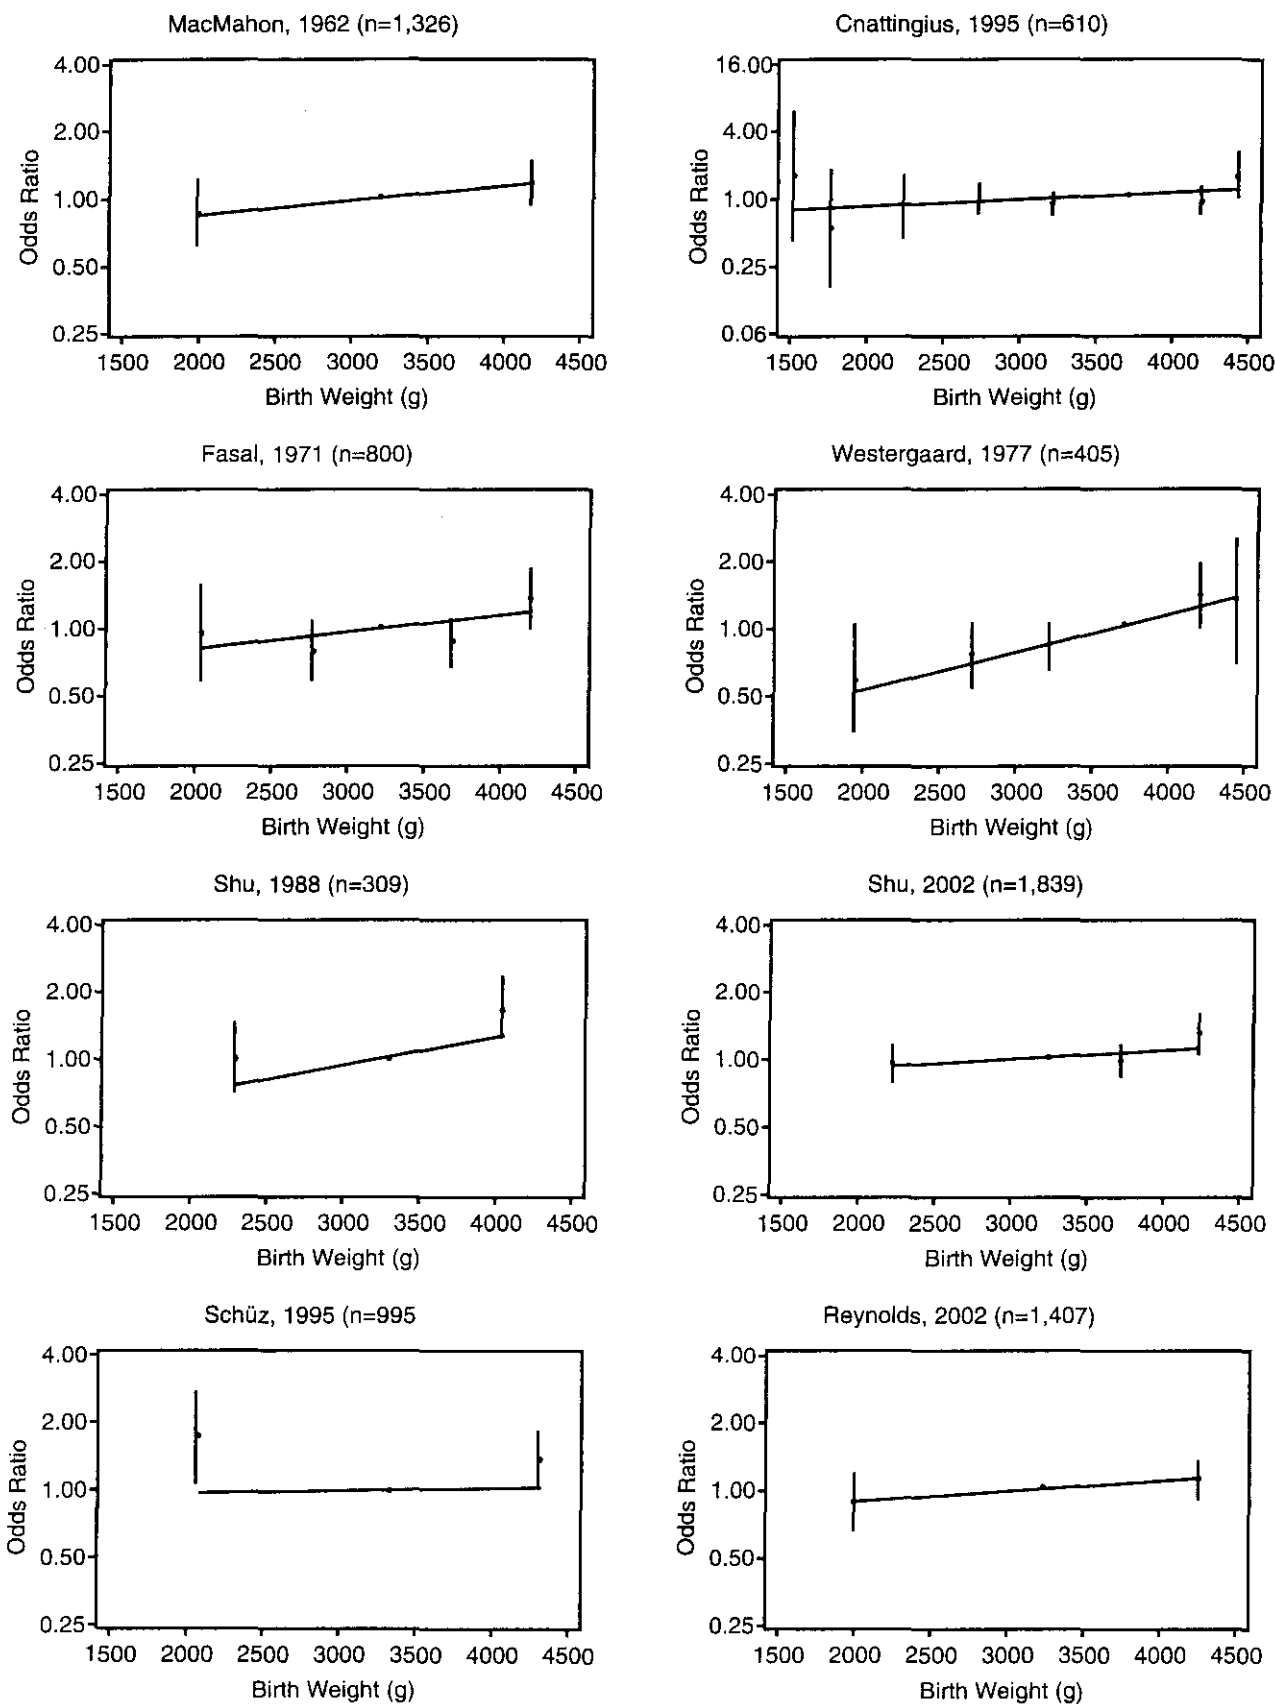 MacMahon, 1962 (n=1,326)
4.00
2.00
1.00
0.50
0.25
Odds Ratio
1500 2000 2500 3000 3500 4000 4500
Birth Weight (g)
Cnattingius, 1995 (n=610)
16.00
4.00
1.00
0.25
0.06
Odds Ratio
1500 2000 2500 3000 3500 4000 4500
Birth Weight (g)
Fasal, 1971 (n=800)
4.00
2.00
1.00
0.50
0.25
Odds Ratio
1500 2000 2500 3000 3500 4000 4500
Birth Weight (g)
Westergaard, 1977 (n=405)
4.00
2.00
1.00
0.50
0.25
Odds Ratio
1500 2000 2500 3000 3500 4000 4500
Birth Weight (g)
Shu, 1988 (n=309)
4.00
2.00
1.00
0.50
0.25
Odds Ratio
1500 2000 2500 3000 3500 4000 4500
Birth Weight (g)
Shu, 2002 (n=1,839)
4.00
2.00
1.00
0.50
0.25
Odds Ratio
1500 2000 2500 3000 3500 4000 4500
Birth Weight (g)
Schüz, 1995 (n=995
4.00
2.00
1.00
0.50
0.25
Odds Ratio
1500 2000 2500 3000 3500 4000 4500
Birth Weight (g)
Reynolds, 2002 (n=1,407)
4.00
2.00
1.00
0.50
0.25
Odds Ratio
1500 2000 2500 3000 3500 4000 4500
Birth Weight (g)